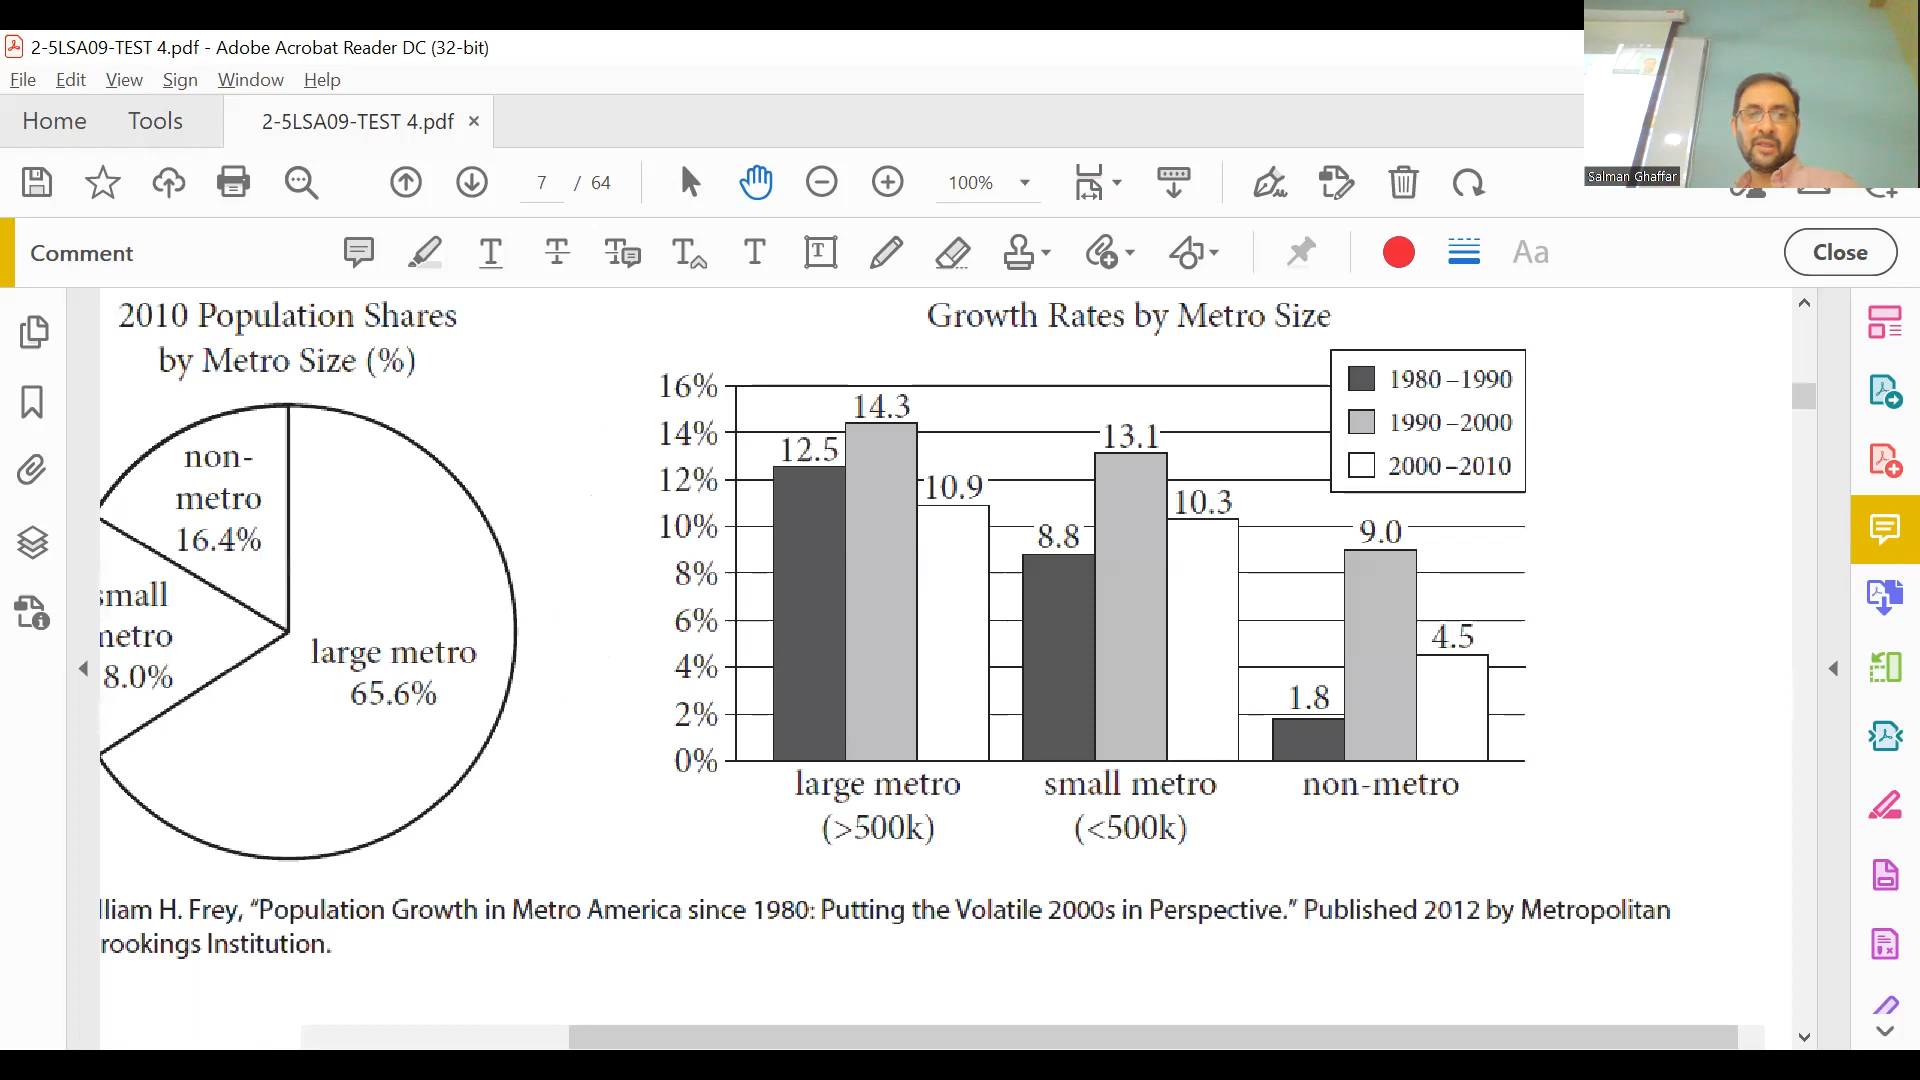 2-5LSA09-TEST 4.pdf - Adobe Acrobat Reader DC (32-bit)
File Edit View Sign Window Help
Home Tools 2-5LSA09-TEST 4.pdf ×
7 / 64 100%
Salman Ghaffar
Comment Aa Close
2010 Population Shares
by Metro Size (%)
non-
metro
16.4%
small
metro
8.0%
large metro
65.6%
Growth Rates by Metro Size
1980–1990
1990–2000
2000–2010
16%
14%
12%
10%
8%
6%
4%
2%
0%
12.5
14.3
10.9
8.8
13.1
10.3
1.8
9.0
4.5
large metro
(>500k)
small metro
(<500k)
non-metro
lliam H. Frey, “Population Growth in Metro America since 1980: Putting the Volatile 2000s in Perspective.” Published 2012 by Metropolitan
rookings Institution.